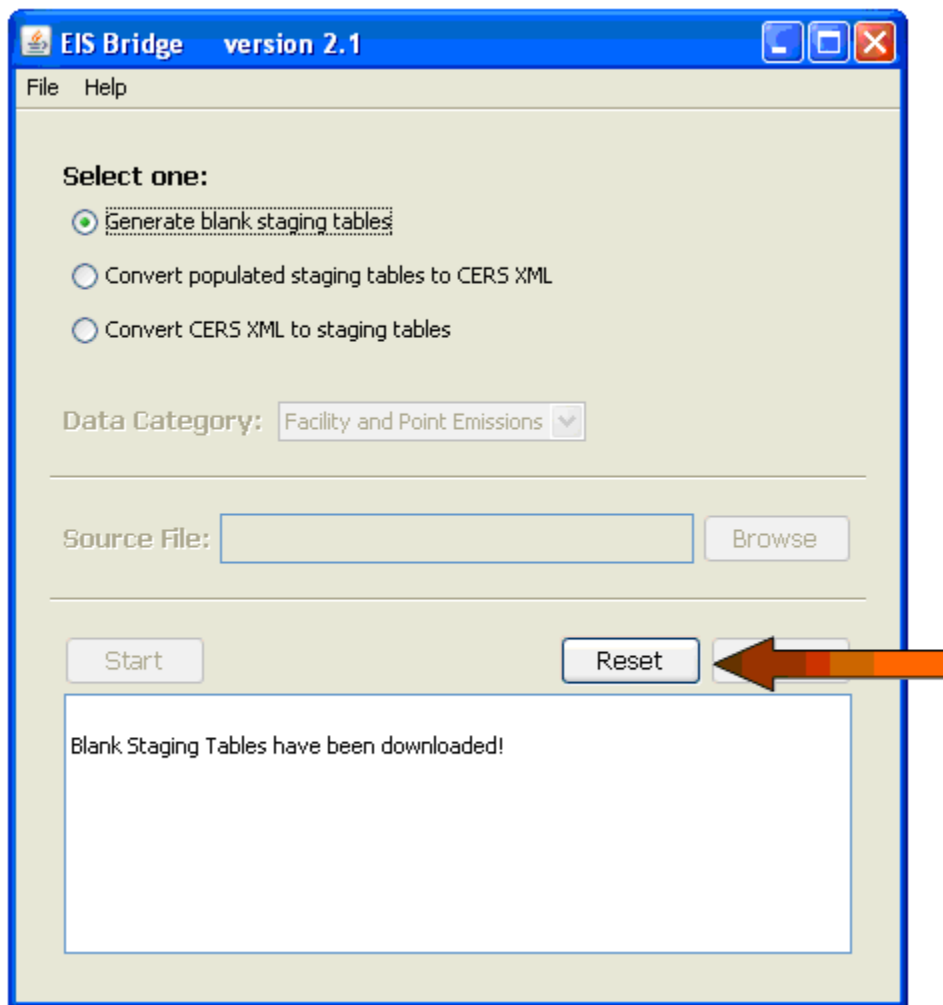 EIS Bridge version 2.1
File Help
Select one:
Generate blank staging tables
Convert populated staging tables to CERS XML
Convert CERS XML to staging tables
Data Category: Facility and Point Emissions
Source File: Browse
Start Reset
Blank Staging Tables have been downloaded!